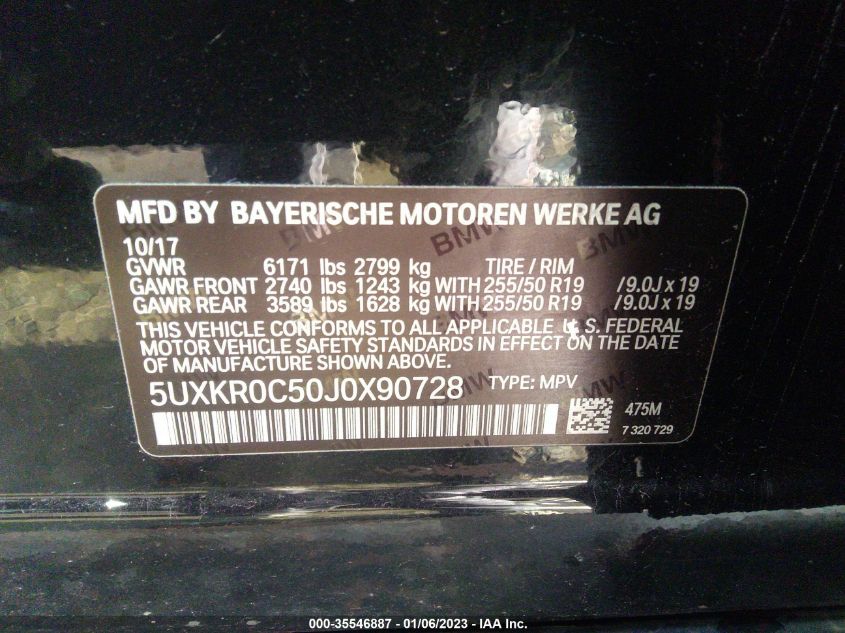 MFD BY BAYERISCHE MOTOREN WERKE AG
10/17
GVWR 6171 lbs 2799 kg TIRE / RIM
GAWR FRONT 2740 lbs 1243 kg WITH 255/50 R19 /9.0J x 19
GAWR REAR 3589 lbs 1628 kg WITH 255/50 R19 /9.0J x 19
THIS VEHICLE CONFORMS TO ALL APPLICABLE U.S. FEDERAL
MOTOR VEHICLE SAFETY STANDARDS IN EFFECT ON THE DATE
OF MANUFACTURE SHOWN ABOVE.
5UXKR0C50J0X90728 TYPE: MPV
475M
7 320 729
000-35546887 - 01/06/2023 - IAA Inc.